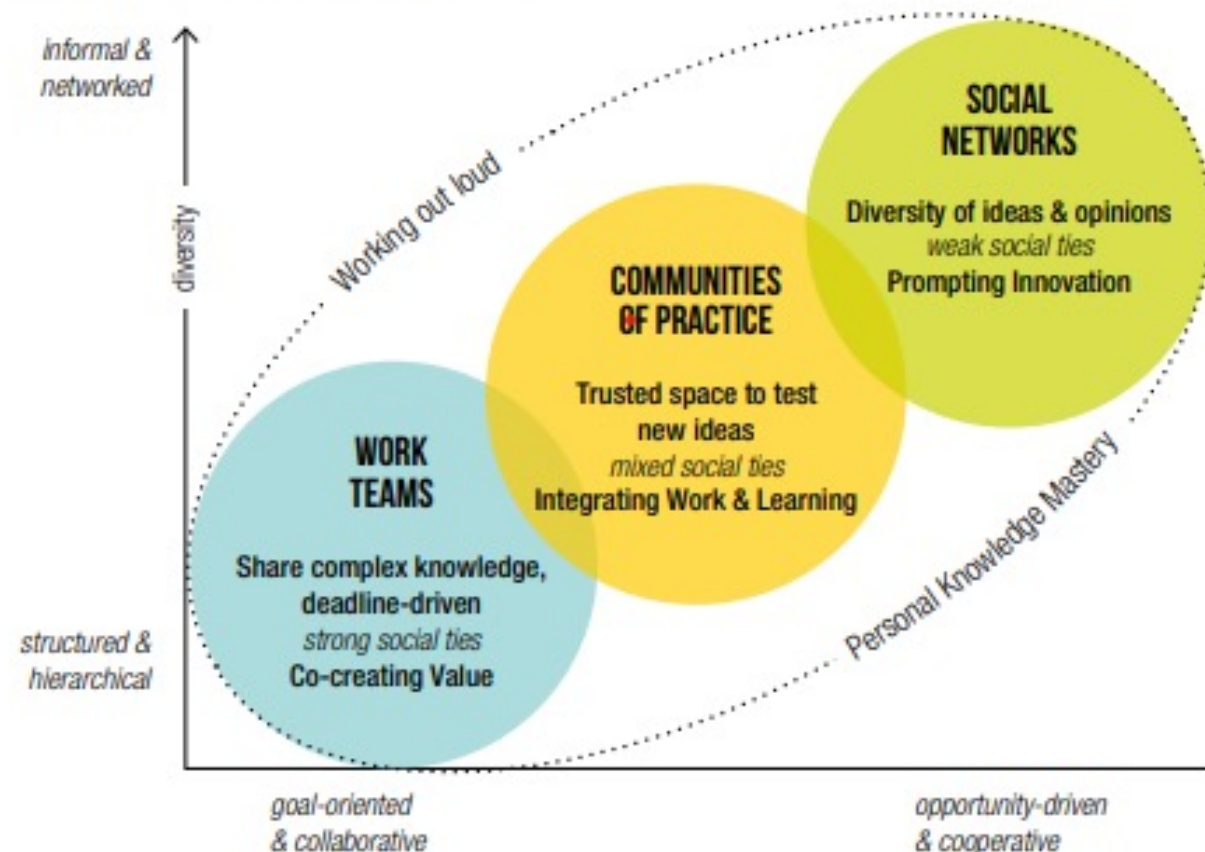 informal &
networked
diversity
structured &
hierarchical
Working out loud
SOCIAL
NETWORKS
Diversity of ideas & opinions
weak social ties
Prompting Innovation
COMMUNITIES
OF PRACTICE
Trusted space to test
new ideas
mixed social ties
Integrating Work & Learning
WORK
TEAMS
Share complex knowledge,
deadline-driven
strong social ties
Co-creating Value
Personal Knowledge Mastery
goal-oriented
& collaborative
opportunity-driven
& cooperative